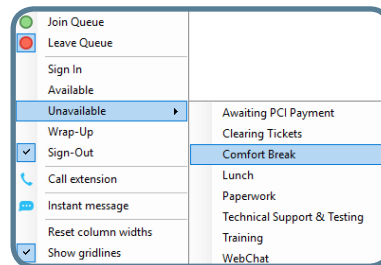 Join Queue
Leave Queue
Sign In
Available
Unavailable
Wrap-Up
Sign-Out
Call extension
Instant message
Reset column widths
Show gridlines
Awaiting PCI Payment
Clearing Tickets
Comfort Break
Lunch
Paperwork
Technical Support & Testing
Training
WebChat